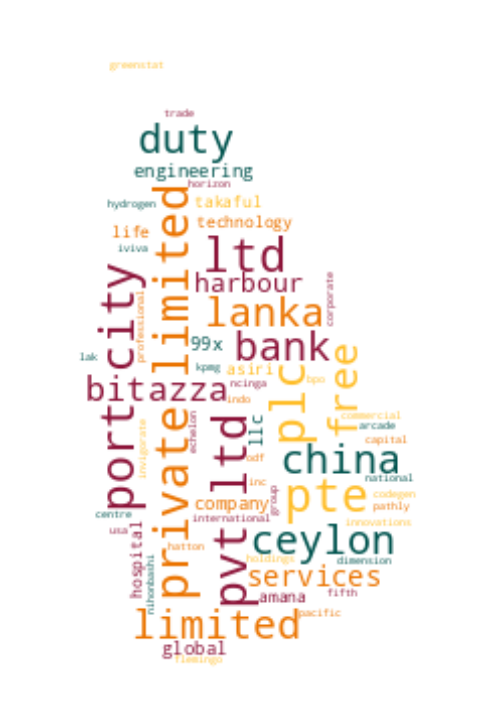 greenstat
trade
duty
engineering
horizon
hydrogen
takaful
private limited
technology
life
iviva
ltd
port city
harbour
corporate
professional
lanka
99x
bank
lak
kpmg
asiri
free
plc
bpo
bitazza
ncinga
indo
commercial
echelon
llc
arcade
invigorate
pvt ltd
capital
china
odf
national
inc
pte
codegen
group
company
pathly
centre
international
innovations
usa
hospital
ceylon
hatton
holdings
dimension
nihonbashi
services
amana
fifth
limited
pacific
global
flemingo